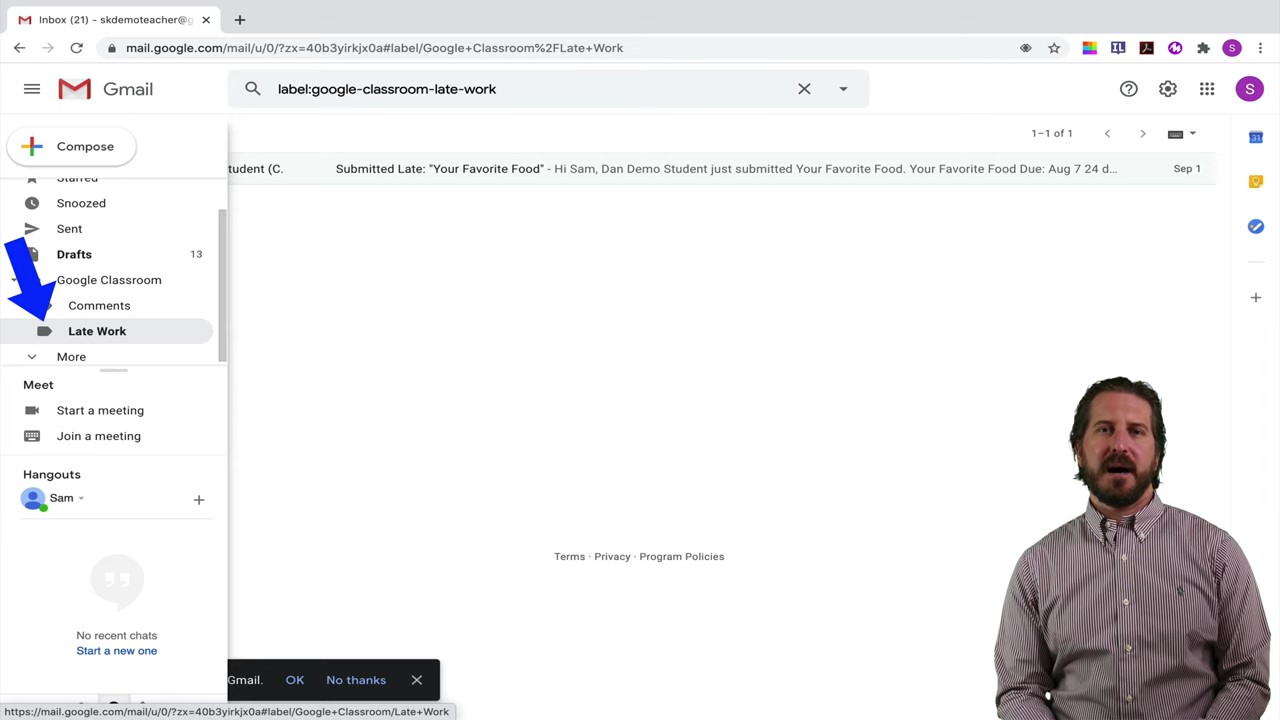 Inbox (21) - skdemoteacher@g
mail.google.com/mail/u/0/?zx=40b3yirkjx0a#label/Google+Classroom%2FLate+Work
S
Gmail
label:google-classroom-late-work
S
Compose
1–1 of 1
31
tudent (C.
Submitted Late: "Your Favorite Food" - Hi Sam, Dan Demo Student just submitted Your Favorite Food. Your Favorite Food Due: Aug 7 24 d...
Sep 1
Starred
Snoozed
Sent
Drafts
13
Google Classroom
Comments
Late Work
More
Meet
Start a meeting
Join a meeting
Hangouts
Sam
No recent chats
Start a new one
Terms · Privacy · Program Policies
Gmail.
OK
No thanks
https://mail.google.com/mail/u/0/?zx=40b3yirkjx0a#label/Google+Classroom/Late+Work